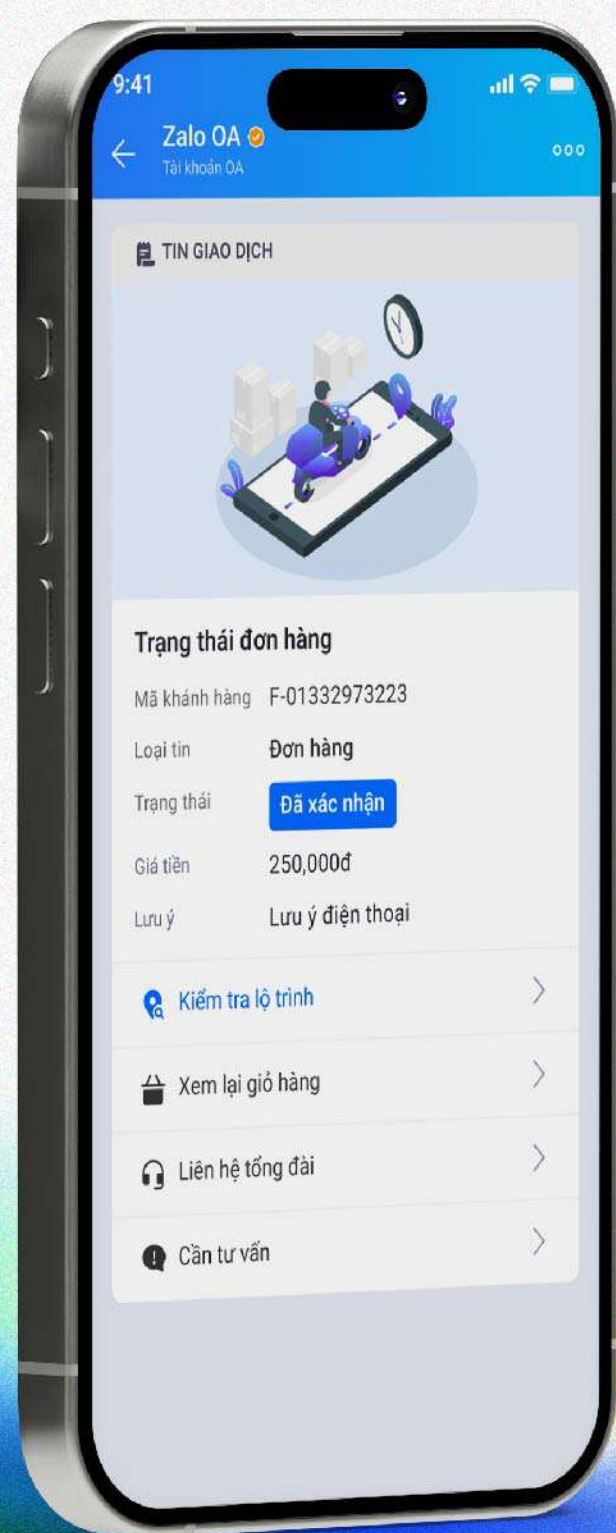 9:41
Zalo OA
Tài khoản OA
TIN GIAO DỊCH
Trạng thái đơn hàng
Mã khánh hàng F-01332973223
Loại tin Đơn hàng
Trạng thái Đã xác nhận
Giá tiền 250,000đ
Lưu ý Lưu ý điện thoại
Kiểm tra lộ trình
Xem lại giỏ hàng
Liên hệ tổng đài
Cần tư vấn